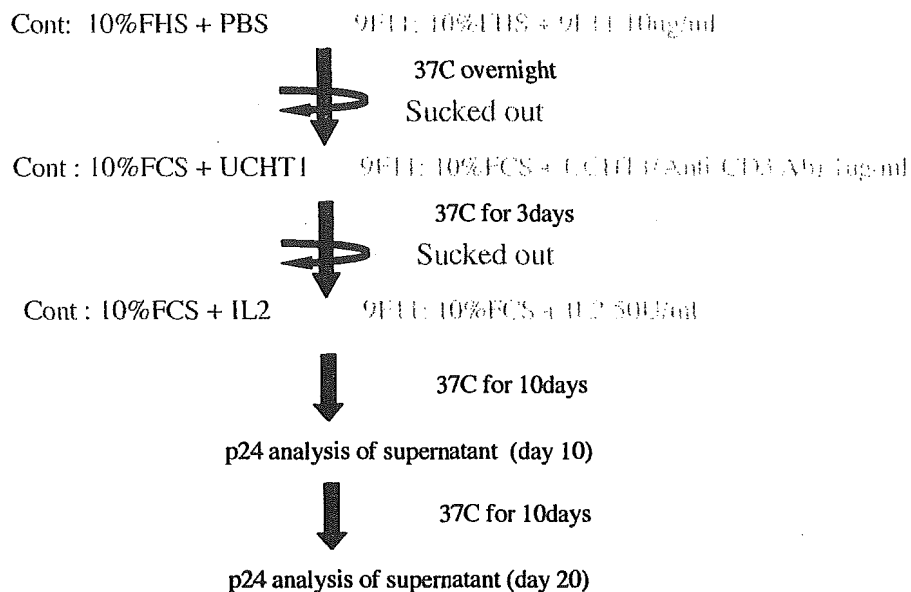 Cont: 10%FHS + PBS 9F11: 10%FHS + 9F11 10ug/ml
37C overnight
Sucked out
Cont : 10%FCS + UCHT1 9F11: 10%FCS + UCHT1(Anti CD3 Ab) 1ug/ml
37C for 3days
Sucked out
Cont : 10%FCS + IL2 9F11: 10%FCS + IL2 50U/ml
37C for 10days
p24 analysis of supernatant (day 10)
37C for 10days
p24 analysis of supernatant (day 20)